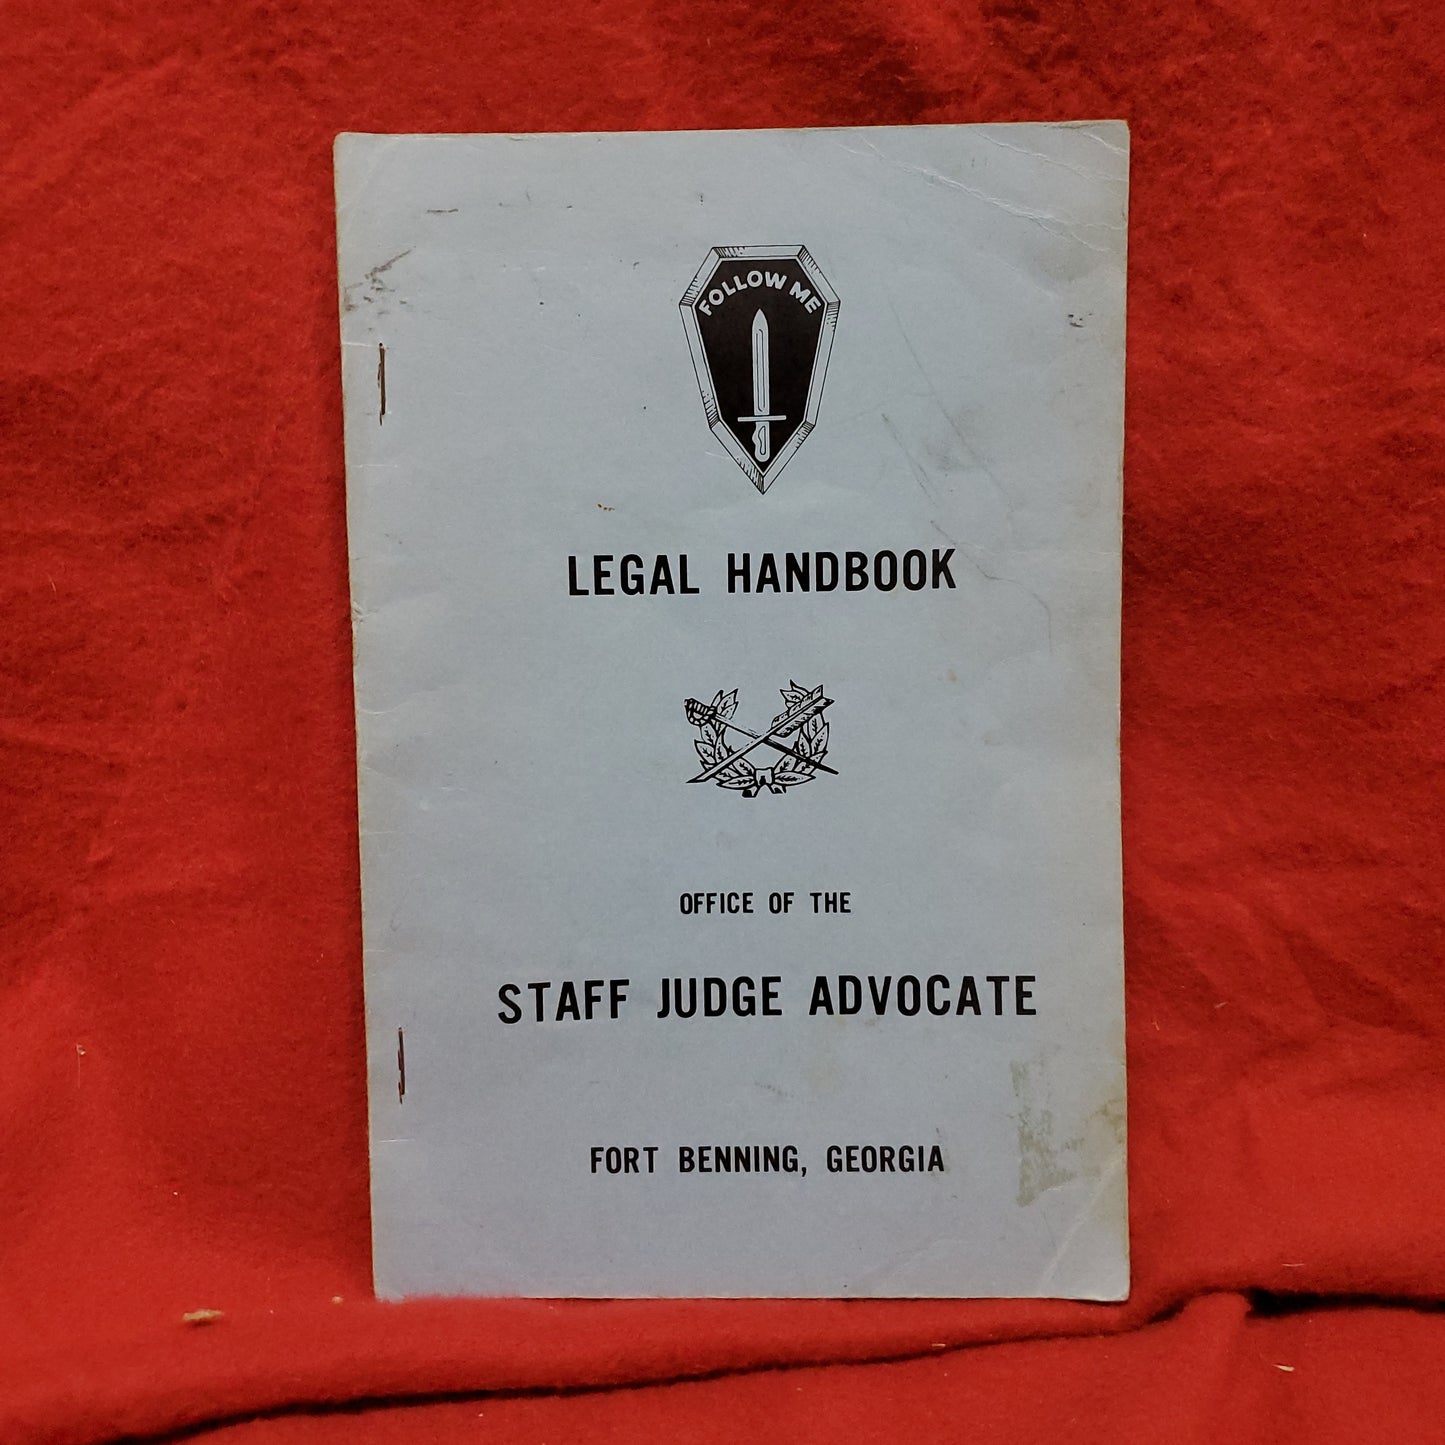 FOLLOW ME
LEGAL HANDBOOK
OFFICE OF THE
STAFF JUDGE ADVOCATE
FORT BENNING, GEORGIA